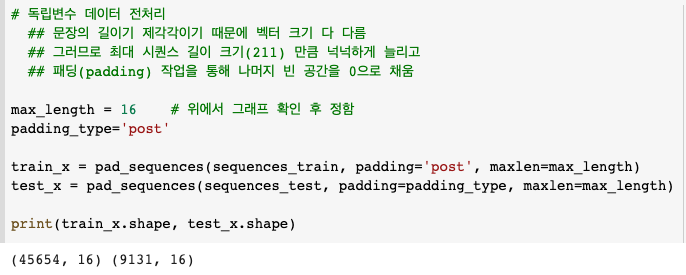 # 독립변수 데이터 전처리
## 문장의 길이가 제각각이기 때문에 벡터 크기 다 다름
## 그러므로 최대 시퀀스 길이 크기(211) 만큼 넉넉하게 늘리고
## 패딩(padding) 작업을 통해 나머지 빈 공간을 0으로 채움
max_length = 16    # 위에서 그래프 확인 후 정함
padding_type='post'
train_x = pad_sequences(sequences_train, padding='post', maxlen=max_length)
test_x = pad_sequences(sequences_test, padding=padding_type, maxlen=max_length)
print(train_x.shape, test_x.shape)
(45654, 16) (9131, 16)